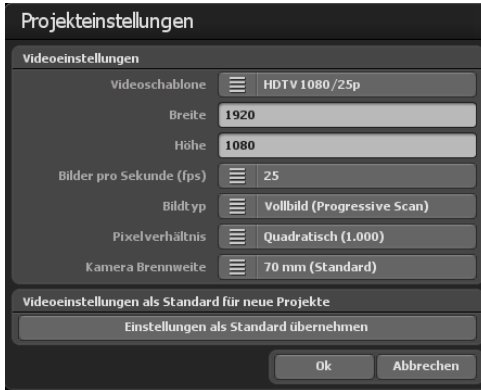 Projekteinstellungen
Videoeinstellungen
Videoschablone HDTV 1080/25p
Breite 1920
Höhe 1080
Bilder pro Sekunde (fps) 25
Bildtyp Vollbild (Progressive Scan)
Pixelverhältnis Quadratisch (1.000)
Kamera Brennweite 70 mm (Standard)
Videoeinstellungen als Standard für neue Projekte
Einstellungen als Standard übernehmen
Ok Abbrechen